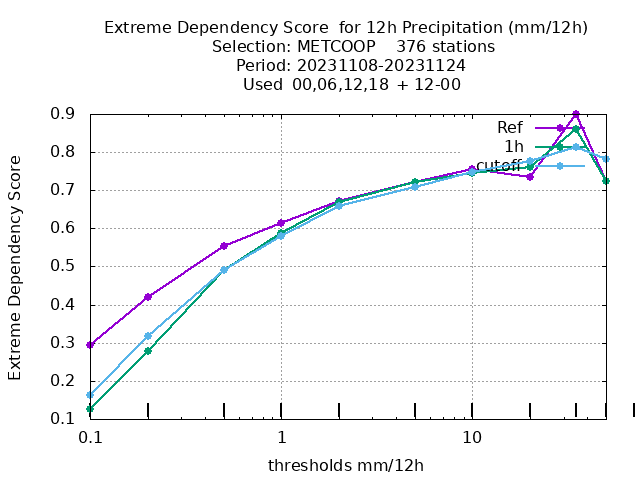 Extreme Dependency Score  for 12h Precipitation (mm/12h)
Selection: METCOOP    376 stations
Period: 20231108-20231124
Used  00,06,12,18  + 12-00
Extreme Dependency Score
0.9
0.8
0.7
0.6
0.5
0.4
0.3
0.2
0.1
Ref
1h
cutoff
0.1
1
10
thresholds mm/12h